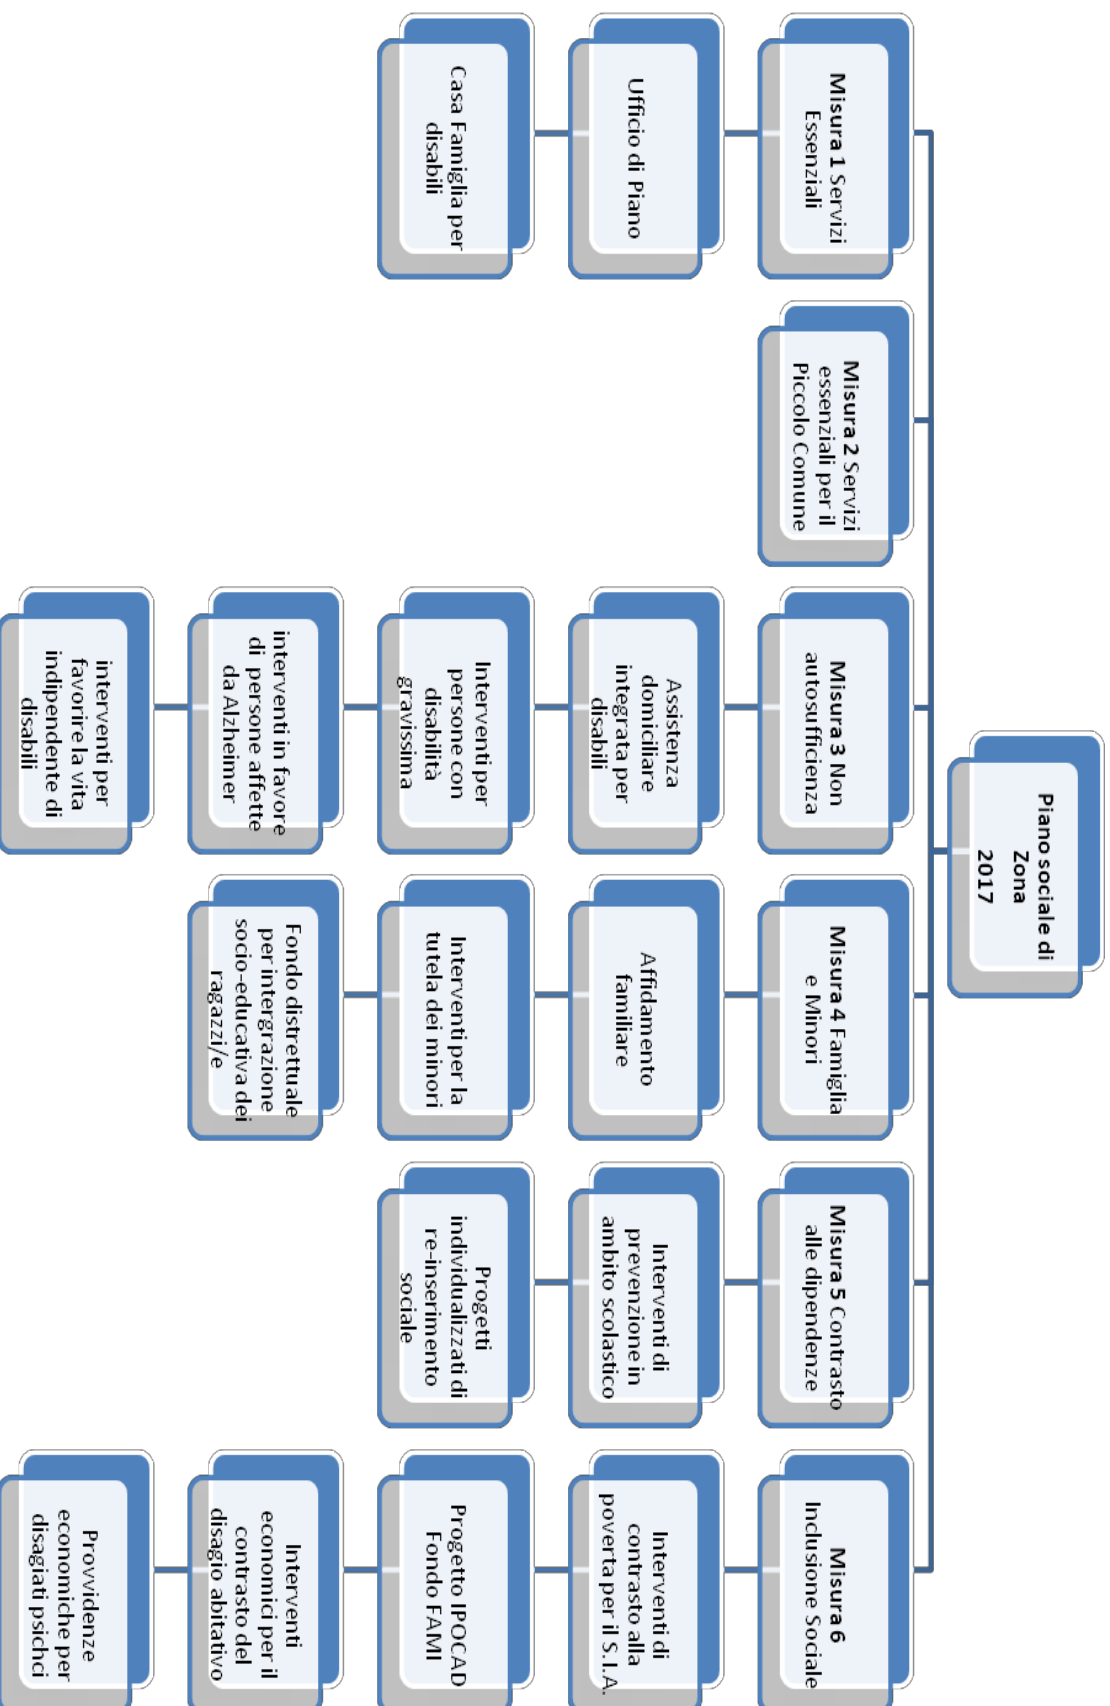 Piano sociale di
Zona
2017
Misura 1 Servizi
Essenziali
Ufficio di Piano
Casa Famiglia per
disabili
Misura 2 Servizi
essenziali per il
Piccolo Comune
Misura 3 Non
autosufficienza
Assistenza
domiciliare
integrata per
disabili
Interventi per
persone con
disabilità
gravissima
interventi in favore
di persone affette
da Alzheimer
interventi per
favorire la vita
indipendente di
disabili
Misura 4 Famiglia
e Minori
Affidamento
familiare
Interventi per la
tutela dei minori
Fondo distrettuale
per intergrazione
socio-educativa dei
ragazzi/e
Misura 5 Contrasto
alle dipendenze
Interventi di
prevenzione in
ambito scolastico
Progetti
individualizzati di
re-inserimento
sociale
Misura 6
Inclusione Sociale
Interventi di
contrasto alla
poverta per il S.I.A.
Progetto IPOCAD
Fondo FAMI
Interventi
economici per il
contrasto del
disagio abitativo
Provvidenze
economiche per
disagiati psichci